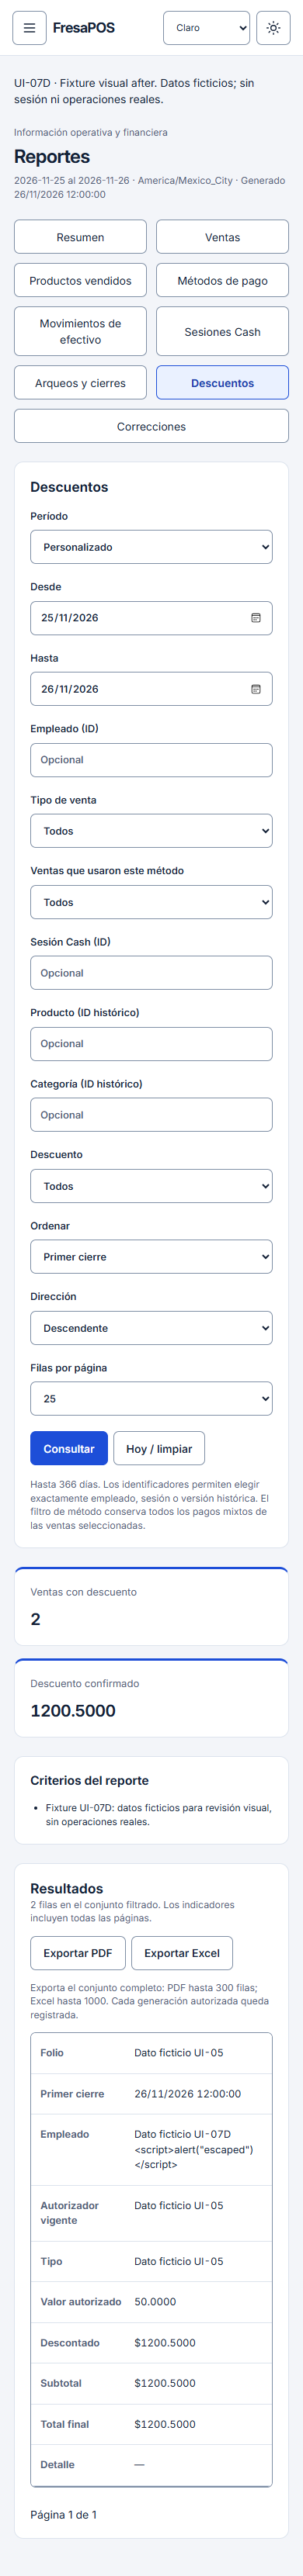 FresaPOS
Claro
UI-07D · Fixture visual after. Datos ficticios; sin
sesión ni operaciones reales.
Información operativa y financiera
Reportes
2026-11-25 al 2026-11-26 · America/Mexico_City · Generado
26/11/2026 12:00:00
Resumen
Ventas
Productos vendidos
Métodos de pago
Movimientos de
efectivo
Sesiones Cash
Arqueos y cierres
Descuentos
Correcciones
Descuentos
Período
Personalizado
Desde
25/11/2026
Hasta
26/11/2026
Empleado (ID)
Opcional
Tipo de venta
Todos
Ventas que usaron este método
Todos
Sesión Cash (ID)
Opcional
Producto (ID histórico)
Opcional
Categoría (ID histórico)
Opcional
Descuento
Todos
Ordenar
Primer cierre
Dirección
Descendente
Filas por página
25
Consultar
Hoy / limpiar
Hasta 366 días. Los identificadores permiten elegir
exactamente empleado, sesión o versión histórica. El
filtro de método conserva todos los pagos mixtos de
las ventas seleccionadas.
Ventas con descuento
2
Descuento confirmado
1200.5000
Criterios del reporte
• Fixture UI-07D: datos ficticios para revisión visual,
sin operaciones reales.
Resultados
2 filas en el conjunto filtrado. Los indicadores
incluyen todas las páginas.
Exportar PDF
Exportar Excel
Exporta el conjunto completo: PDF hasta 300 filas;
Excel hasta 1000. Cada generación autorizada queda
registrada.
Folio Dato ficticio UI-05
Primer cierre 26/11/2026 12:00:00
Empleado Dato ficticio UI-07D
<script>alert("escaped")
</script>
Autorizador Dato ficticio UI-05
vigente
Tipo Dato ficticio UI-05
Valor autorizado 50.0000
Descontado $1200.5000
Subtotal $1200.5000
Total final $1200.5000
Detalle —
Página 1 de 1